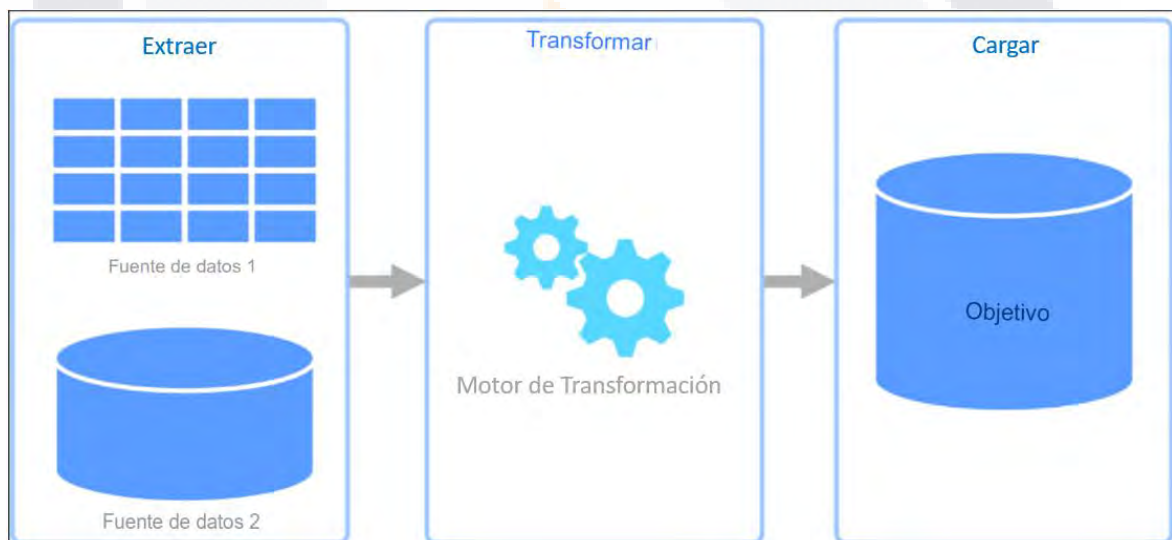 Extraer
Fuente de datos 1
Fuente de datos 2
Transformar
Motor de Transformación
Cargar
Objetivo